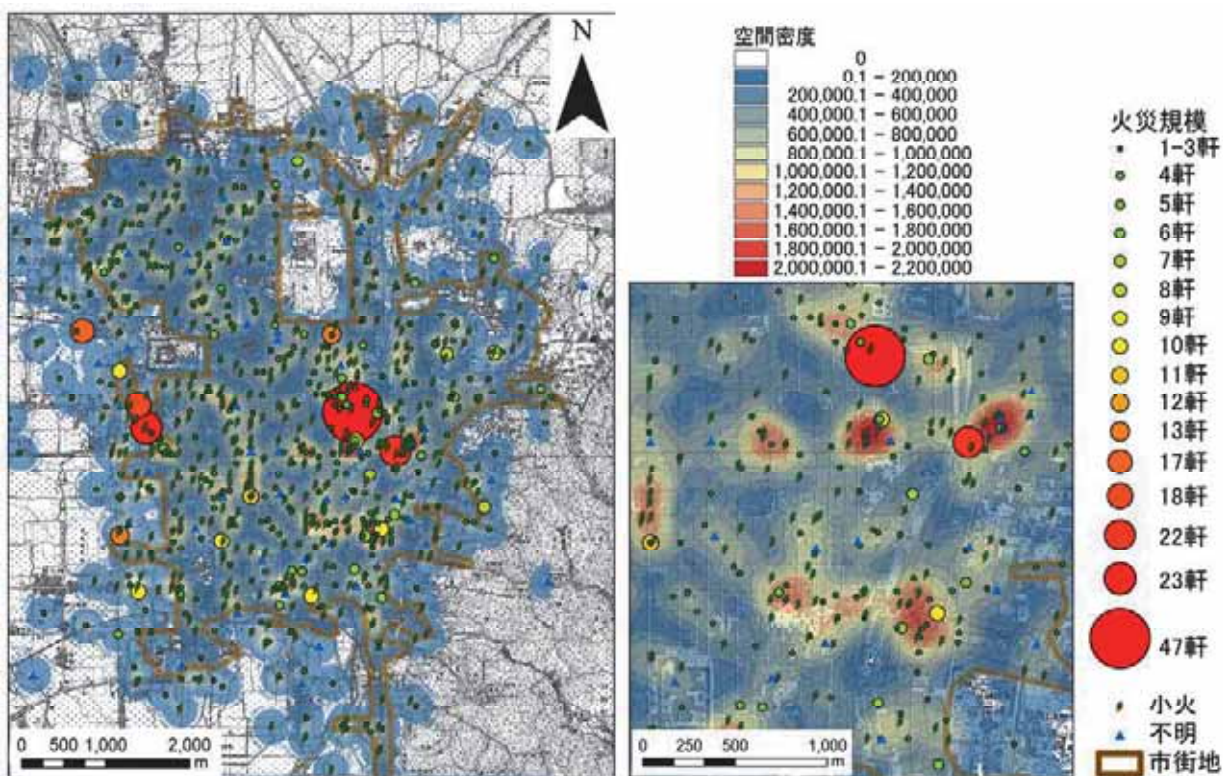 N
0 500 1,000 2,000
m
空間密度
0
0.1 − 200,000
200,000.1 − 400,000
400,000.1 − 600,000
600,000.1 − 800,000
800,000.1 − 1,000,000
1,000,000.1 − 1,200,000
1,200,000.1 − 1,400,000
1,400,000.1 − 1,600,000
1,600,000.1 − 1,800,000
1,800,000.1 − 2,000,000
2,000,000.1 − 2,200,000
0 250 500 1,000
m
火災規模
1-3軒
4軒
5軒
6軒
7軒
8軒
9軒
10軒
11軒
12軒
13軒
17軒
18軒
22軒
23軒
47軒
小火
不明
市街地